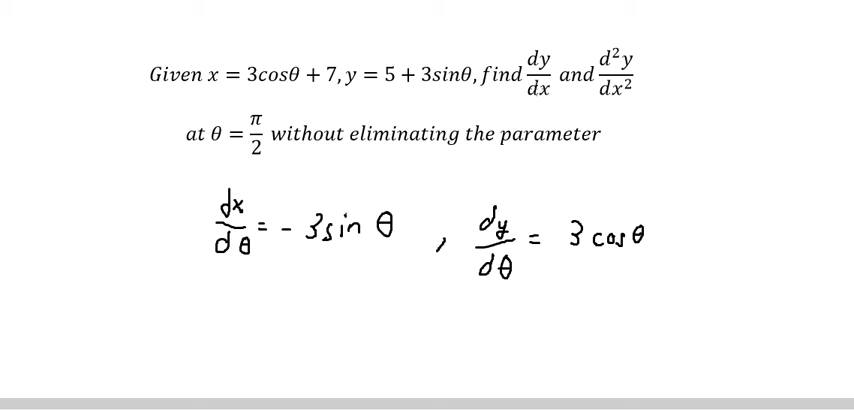 Given x = 3cosθ + 7, y = 5 + 3sinθ, find dy/dx and d²y/dx²
at θ = π/2 without eliminating the parameter
dx/dθ = - 3sin θ , dy/dθ = 3 cosθ